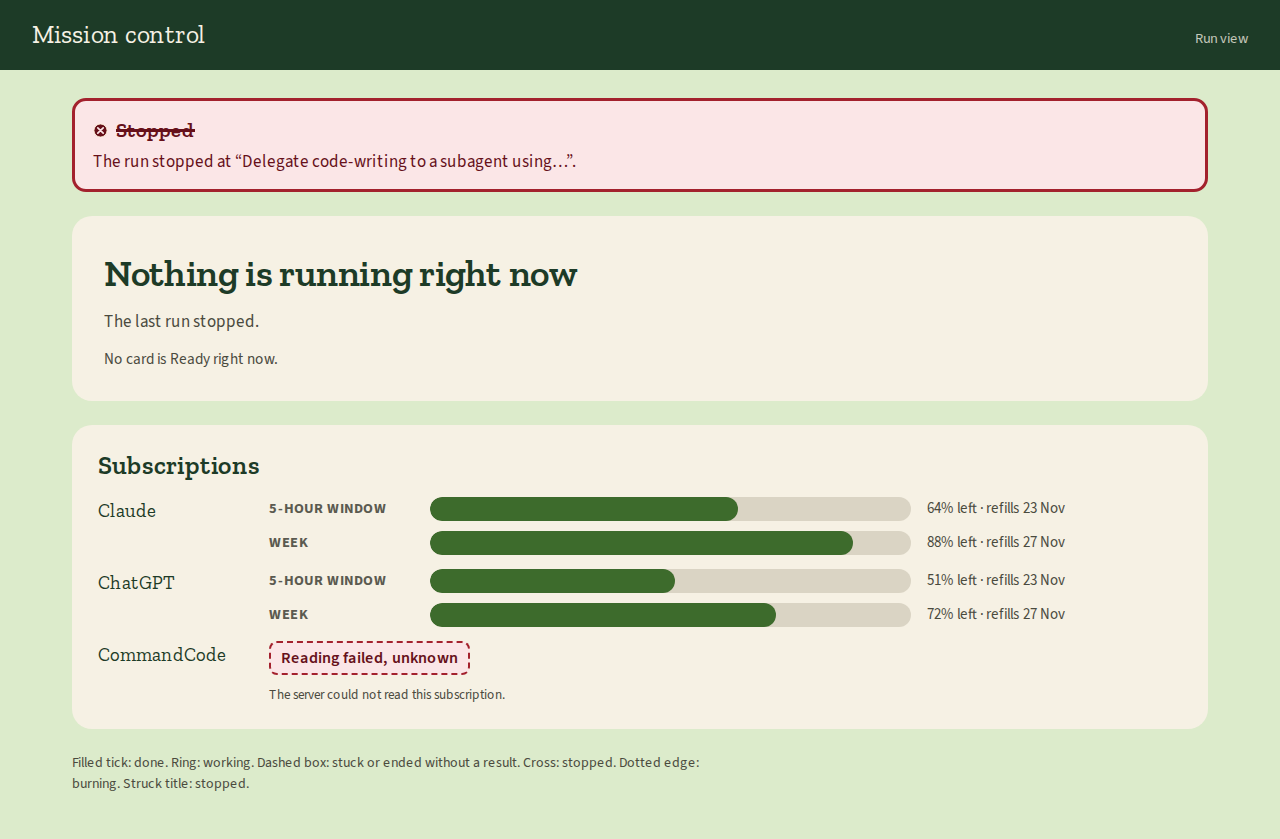 Mission control
Run view
Stopped
The run stopped at “Delegate code-writing to a subagent using…”.
Nothing is running right now
The last run stopped.
No card is Ready right now.
Subscriptions
Claude
5-HOUR WINDOW
64% left · refills 23 Nov
WEEK
88% left · refills 27 Nov
ChatGPT
5-HOUR WINDOW
51% left · refills 23 Nov
WEEK
72% left · refills 27 Nov
CommandCode
Reading failed, unknown
The server could not read this subscription.
Filled tick: done. Ring: working. Dashed box: stuck or ended without a result. Cross: stopped. Dotted edge:
burning. Struck title: stopped.